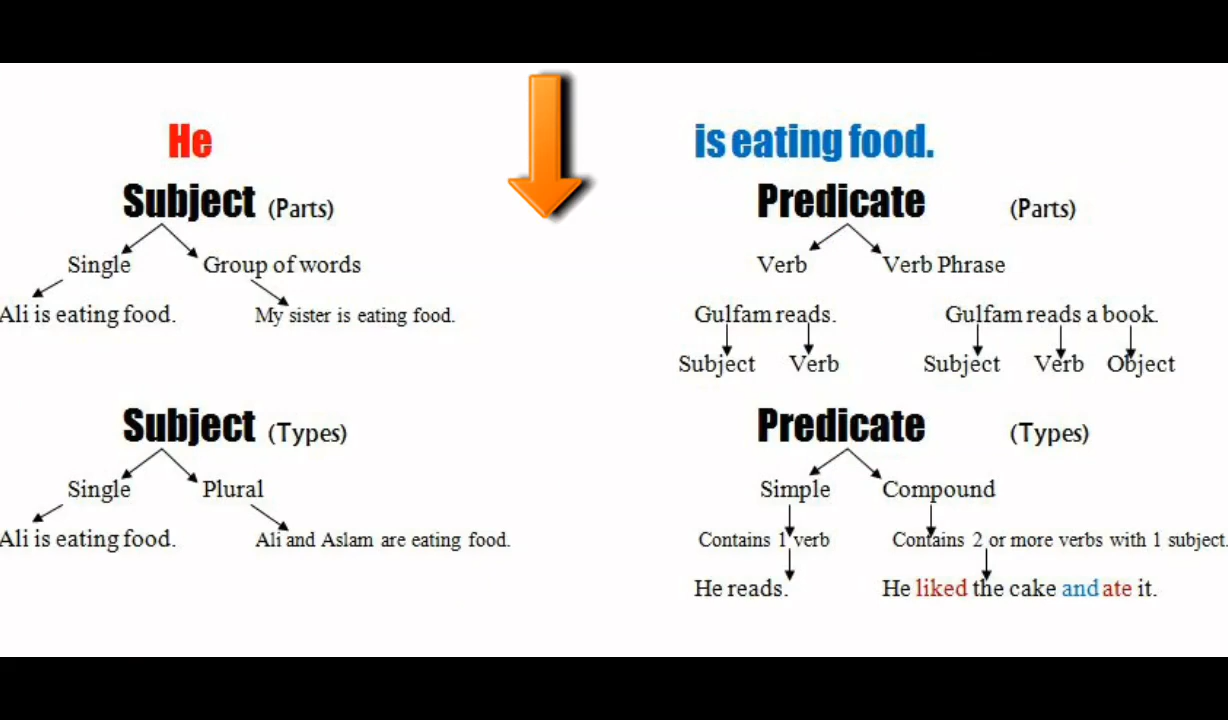 He
is eating food.
Subject (Parts)
Predicate (Parts)
Single
Group of words
Verb
Verb Phrase
Ali is eating food.
My sister is eating food.
Gulfam reads.
Gulfam reads a book.
Subject
Verb
Subject
Verb
Object
Subject (Types)
Predicate (Types)
Single
Plural
Simple
Compound
Ali is eating food.
Ali and Aslam are eating food.
Contains 1 verb
Contains 2 or more verbs with 1 subject.
He reads.
He liked the cake and ate it.